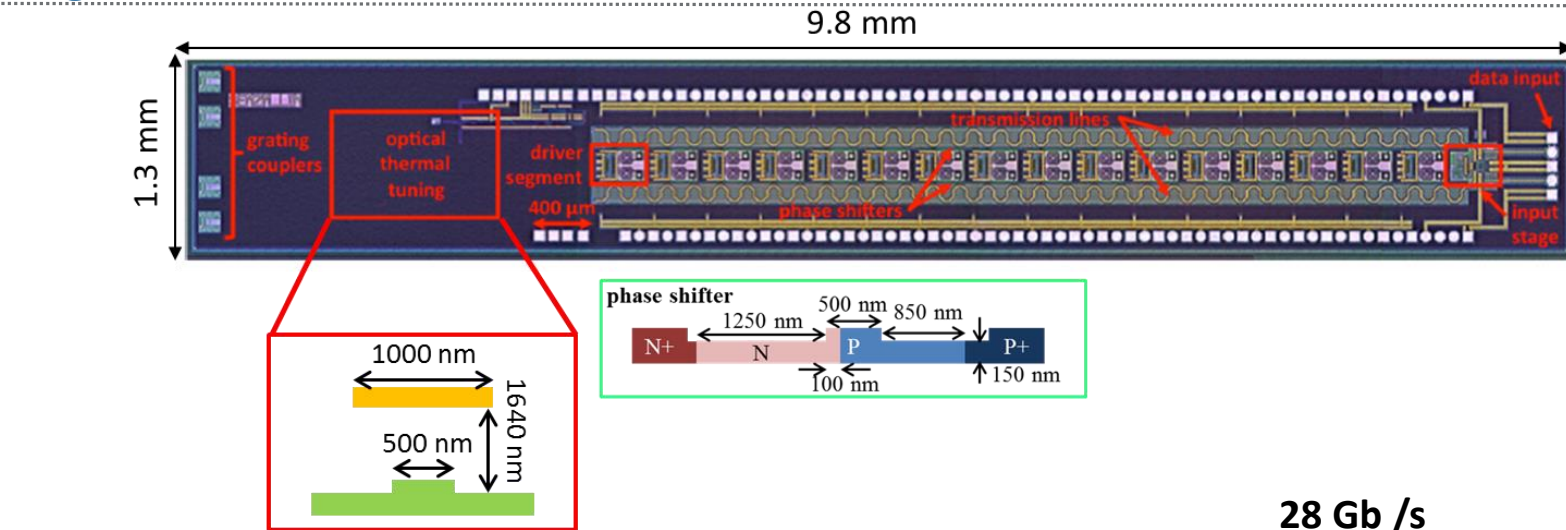 9.8 mm
1.3 mm
data input
grating
couplers
optical
thermal
tuning
driver
segment
transmission lines
phase shifters
400 µm
input
stage
phase shifter
1250 nm
500 nm
850 nm
N+
N
P
P+
100 nm
150 nm
1000 nm
1640 nm
500 nm
28 Gb /s